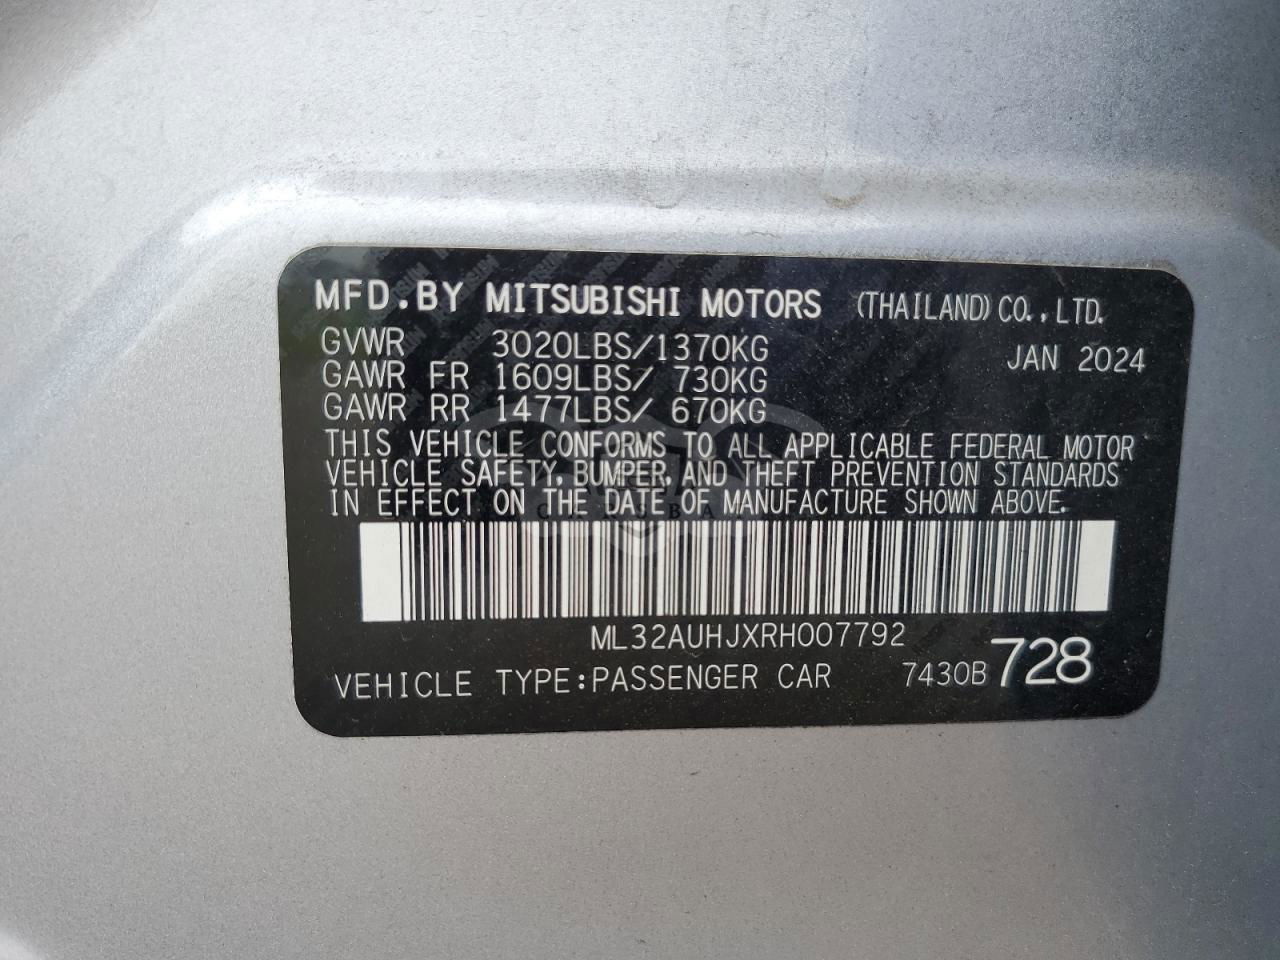 MFD.BY MITSUBISHI MOTORS (THAILAND) CO., LTD.
GVWR 3020LBS/1370KG JAN 2024
GAWR FR 1609LBS/ 730KG
GAWR RR 1477LBS/ 670KG
THIS VEHICLE CONFORMS TO ALL APPLICABLE FEDERAL MOTOR
VEHICLE SAFETY, BUMPER, AND THEFT PREVENTION STANDARDS
IN EFFECT ON THE DATE OF MANUFACTURE SHOWN ABOVE.
ML32AUHJXRH007792
VEHICLE TYPE:PASSENGER CAR 7430B 728